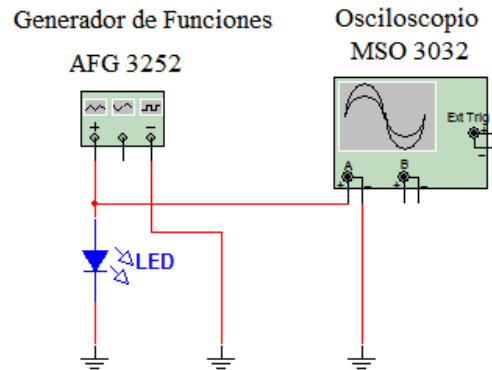 Generador de Funciones
AFG 3252
Osciloscopio
MSO 3032
Ext Trig
+
−
A
B
+
−
+
−
+
−
LED